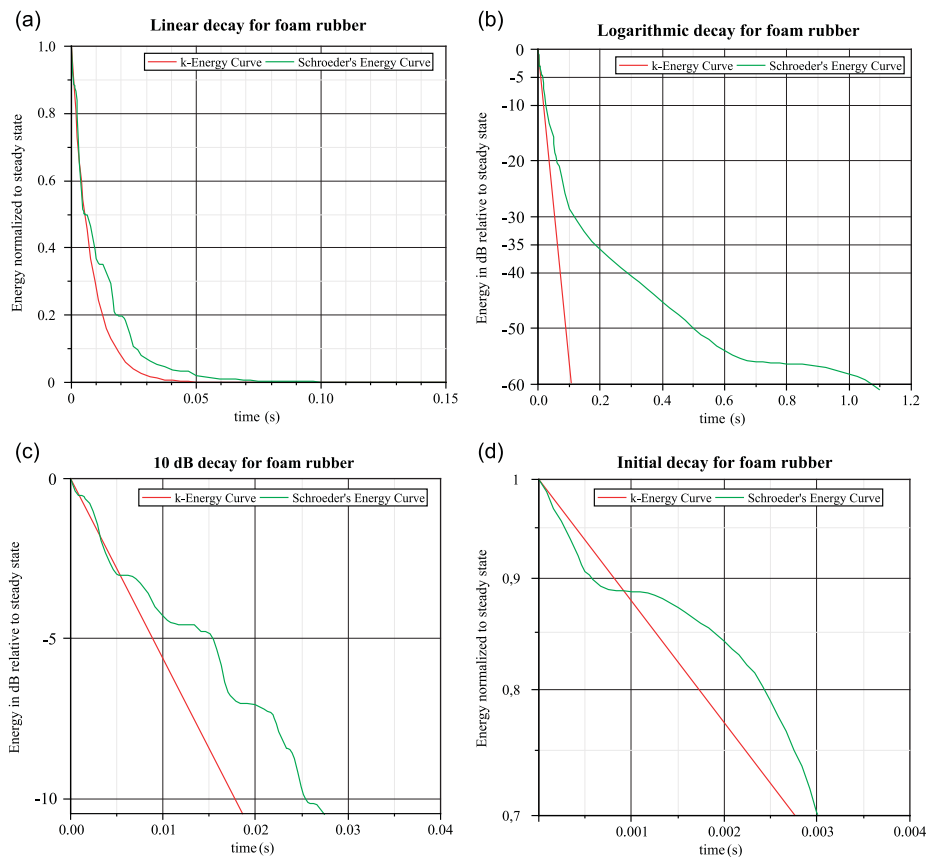 (a)
Linear decay for foam rubber
k-Energy Curve Schroeder's Energy Curve
Energy normalized to steady state
1.0
0.8
0.6
0.4
0.2
0
0.05
0.10
0.15
time (s)
(b)
Logarithmic decay for foam rubber
k-Energy Curve Schroeder's Energy Curve
Energy in dB relative to steady state
0
-5
-10
-20
-30
-35
-40
-50
-60
0.0 0.2 0.4 0.6 0.8 1.0 1.2
time (s)
(c)
10 dB decay for foam rubber
k-Energy Curve Schroeder's Energy Curve
Energy in dB relative to steady state
0
-5
-10
0.00 0.01 0.02 0.03 0.04
time (s)
(d)
Initial decay for foam rubber
k-Energy Curve Schroeder's Energy Curve
Energy normalized to steady state
1
0,9
0,8
0,7
0.001 0.002 0.003 0.004
time (s)